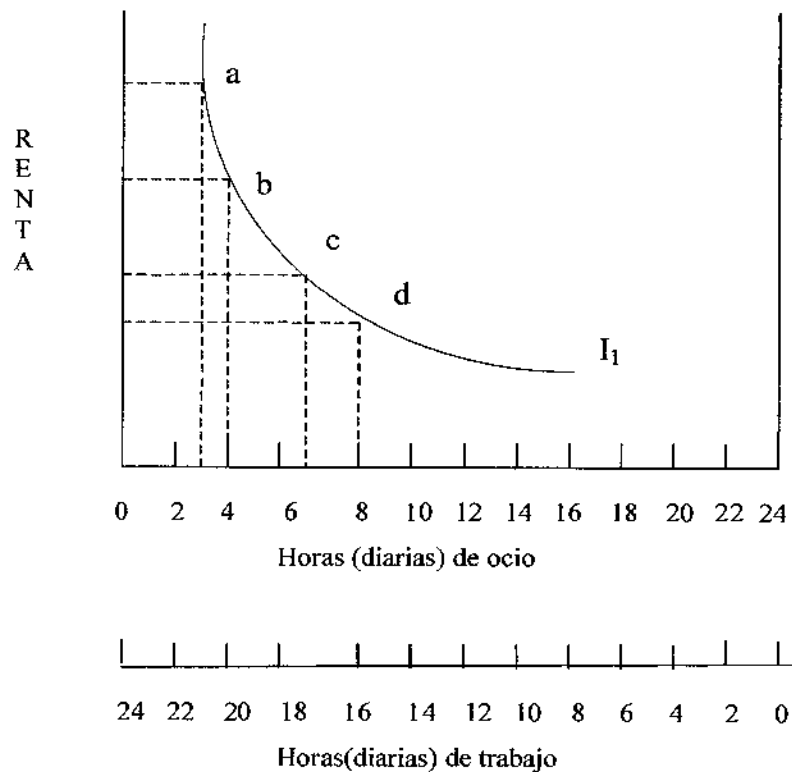 R
E
N
T
A
a
b
c
d
I₁
0 2 4 6 8 10 12 14 16 18 20 22 24
Horas (diarias) de ocio
24 22 20 18 16 14 12 10 8 6 4 2 0
Horas(diarias) de trabajo